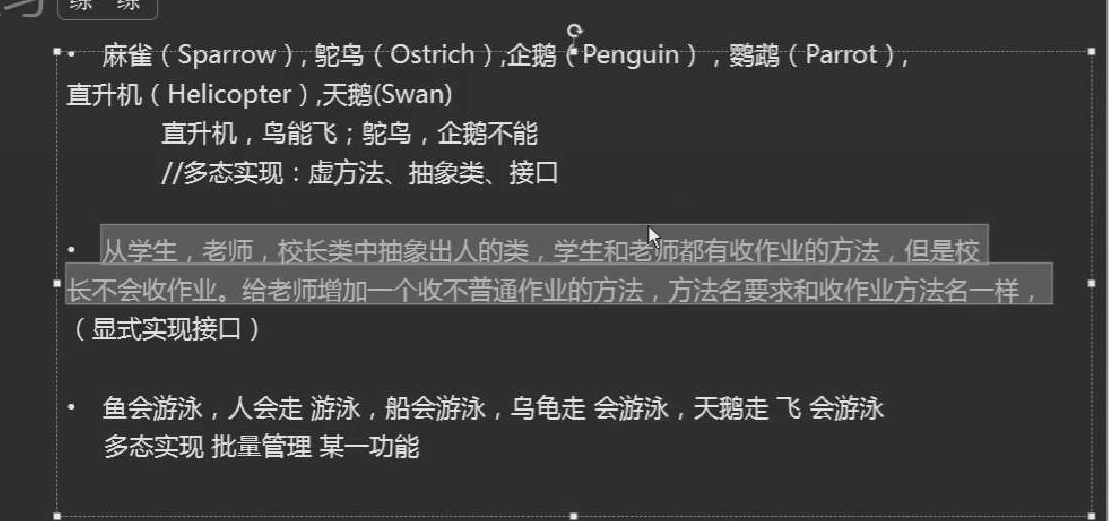 习
练一练
• 麻雀（Sparrow）, 鸵鸟（Ostrich）,企鹅（Penguin），鹦鹉（Parrot），
直升机（Helicopter）,天鹅(Swan)
直升机，鸟能飞；鸵鸟，企鹅不能
//多态实现：虚方法、抽象类、接口
• 从学生，老师，校长类中抽象出人的类，学生和老师都有收作业的方法，但是校
长不会收作业。给老师增加一个收不普通作业的方法，方法名要求和收作业方法名一样，
（显式实现接口）
• 鱼会游泳，人会走 游泳，船会游泳，乌龟走 会游泳，天鹅走 飞 会游泳
多态实现 批量管理 某一功能